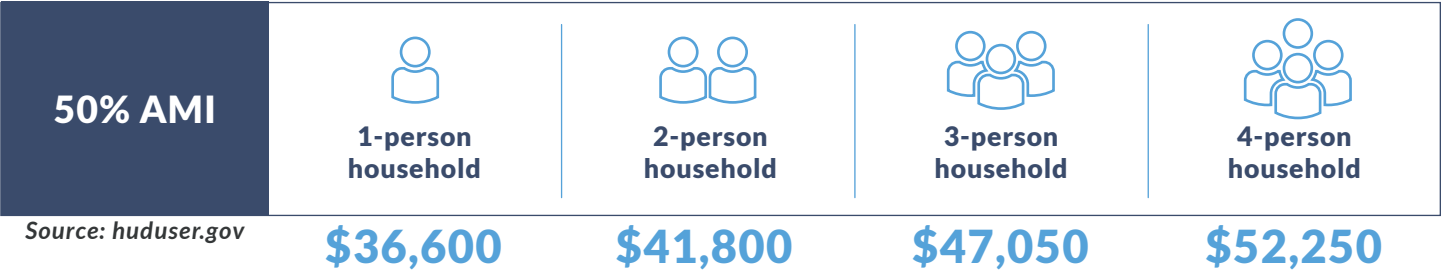 50% AMI
1-person
household
2-person
household
3-person
household
4-person
household
Source: huduser.gov
$36,600
$41,800
$47,050
$52,250